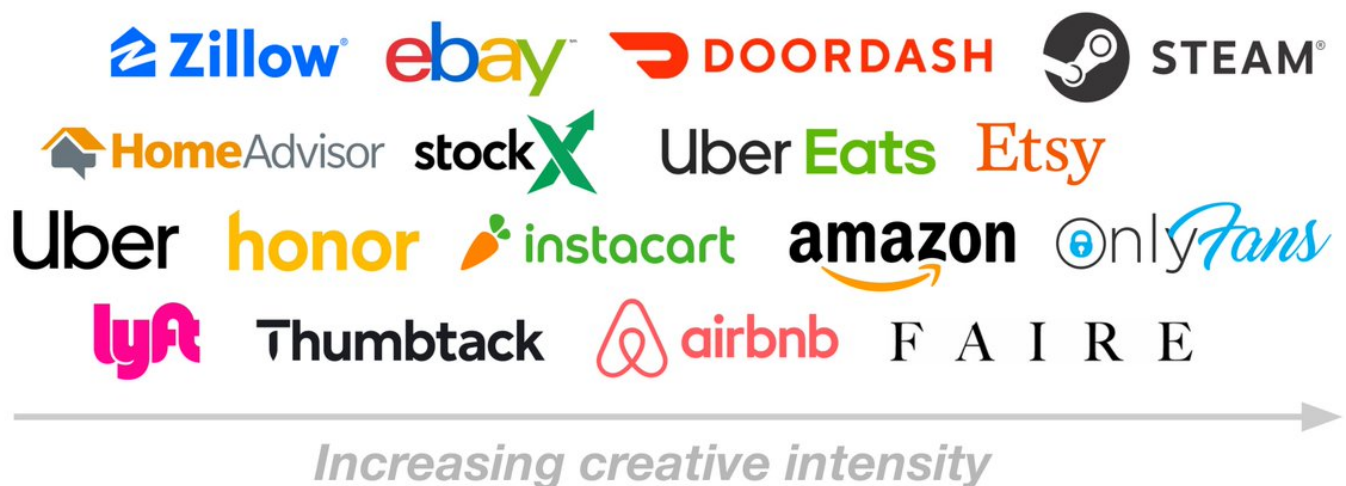 Zillow® ebay™ DOORDASH STEAM®
HomeAdvisor stockX Uber Eats Etsy
Uber honor instacart amazon OnlyFans
lyft Thumbtack airbnb FAIRE
Increasing creative intensity